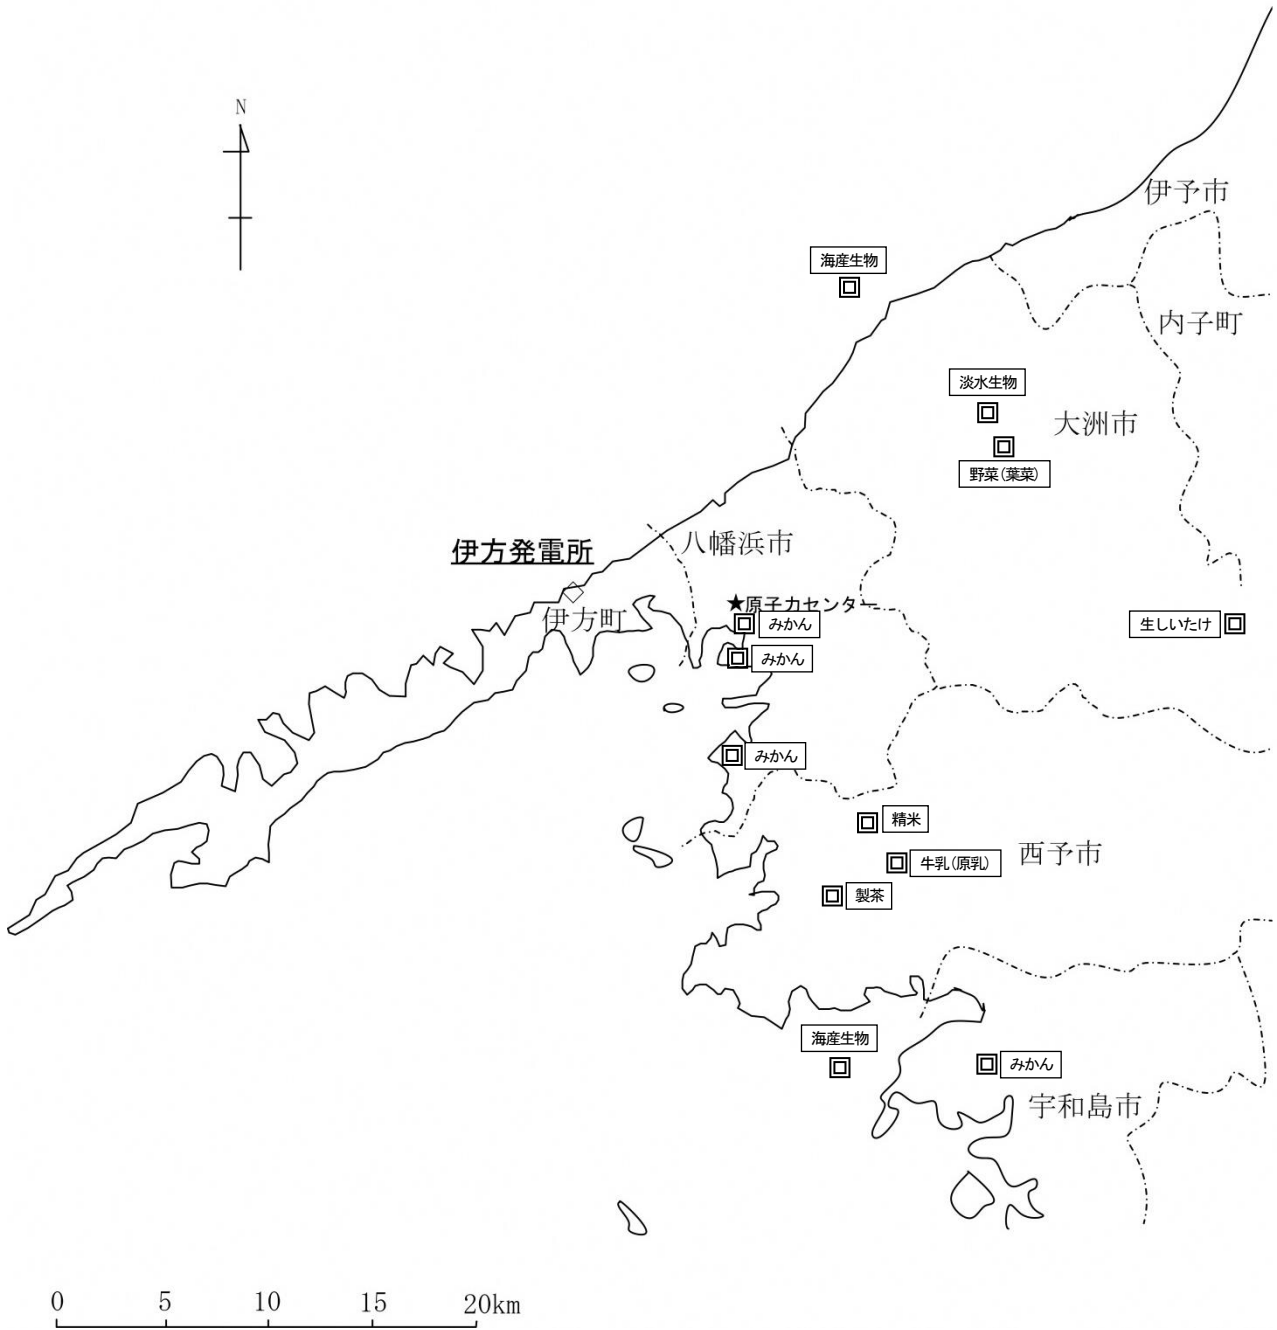 N
伊予市
海産生物
内子町
淡水生物
大洲市
野菜(葉菜)
伊方発電所
八幡浜市
★原子力センター
伊方町
みかん
生しいたけ
みかん
みかん
精米
牛乳(原乳)
西予市
製茶
海産生物
みかん
宇和島市
0 5 10 15 20km